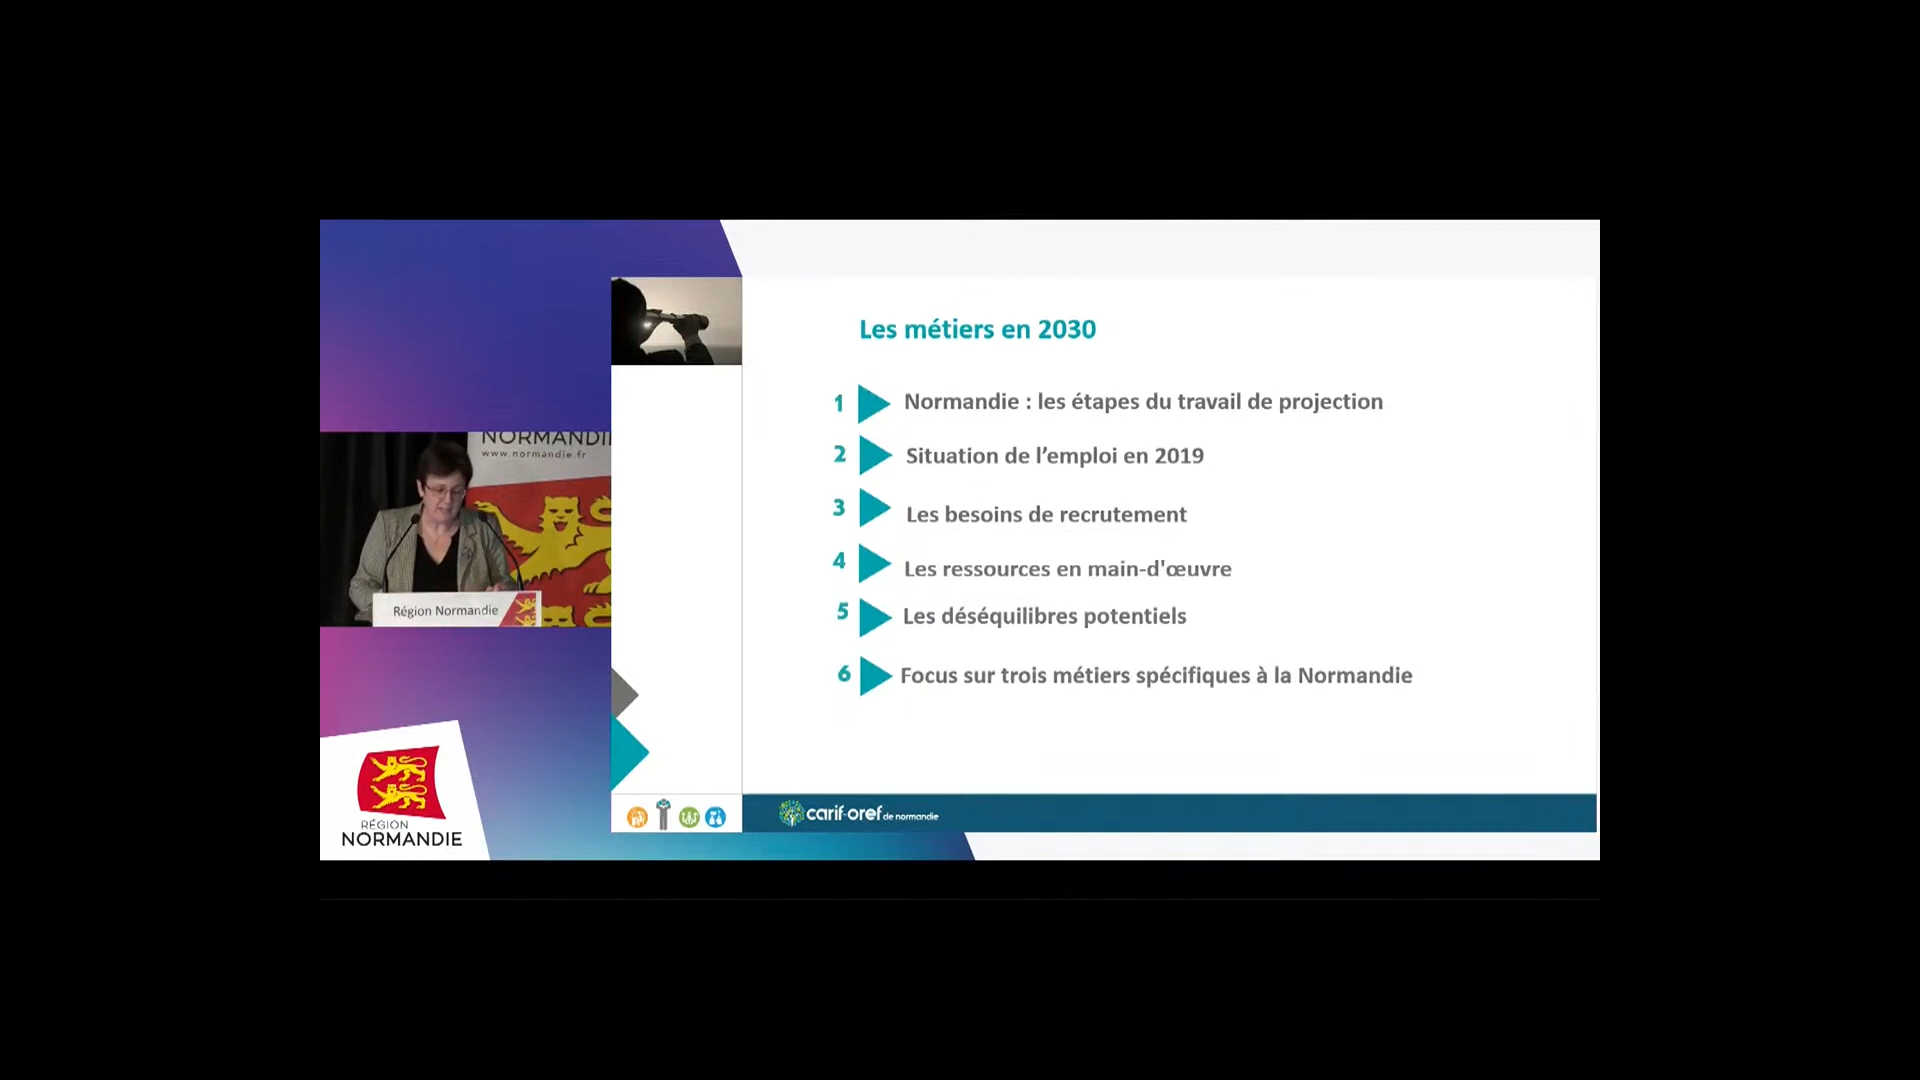 NORMANDIE
www.normandie.fr
Région Normandie
RÉGION
NORMANDIE
Les métiers en 2030
1 Normandie : les étapes du travail de projection
2 Situation de l’emploi en 2019
3 Les besoins de recrutement
4 Les ressources en main-d'œuvre
5 Les déséquilibres potentiels
6 Focus sur trois métiers spécifiques à la Normandie
carif-oref de normandie